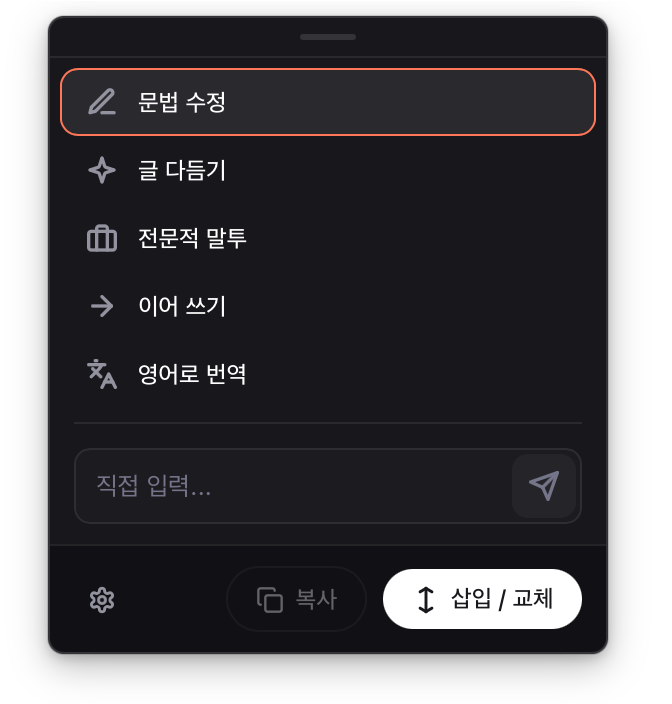 문법 수정
글 다듬기
전문적 말투
이어 쓰기
영어로 번역
직접 입력...
복사
삽입 / 교체